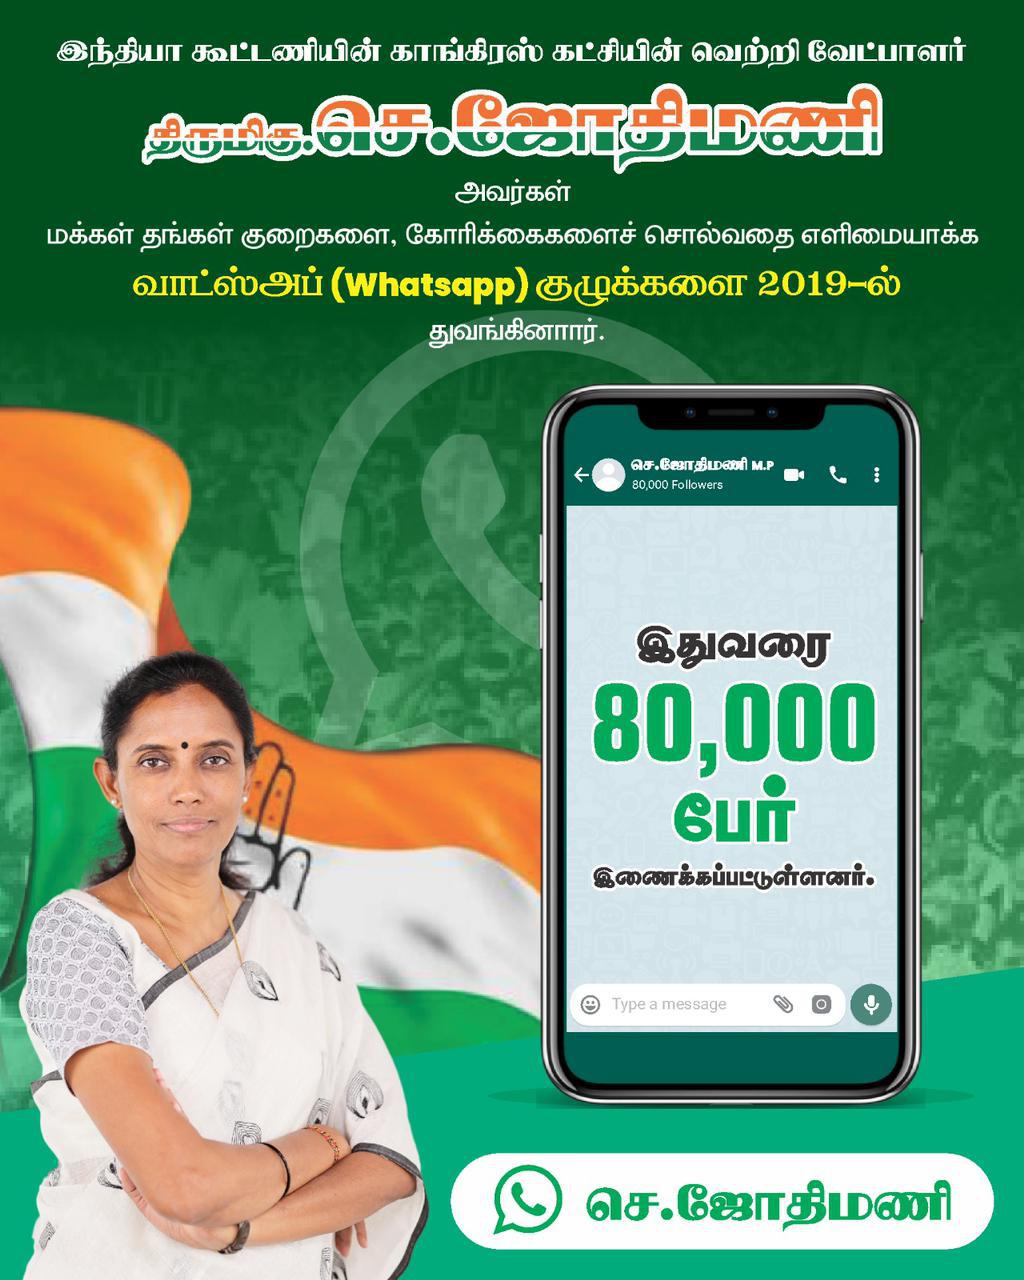 இந்தியா கூட்டணியின் காங்கிரஸ் கட்சியின் வெற்றி வேட்பாளர்
திருமிகு.செ.ஜோதிமணி
அவர்கள்
மக்கள் தங்கள் குறைகளை, கோரிக்கைகளைச் சொல்வதை எளிமையாக்க
வாட்ஸ்அப் (Whatsapp) குழுக்களை 2019-ல்
துவங்கினாார்.
செ.ஜோதிமணி M.P
80,000 Followers
இதுவரை
80,000
பேர்
இணைக்கப்பட்டுள்ளனர்.
Type a message
செ.ஜோதிமணி